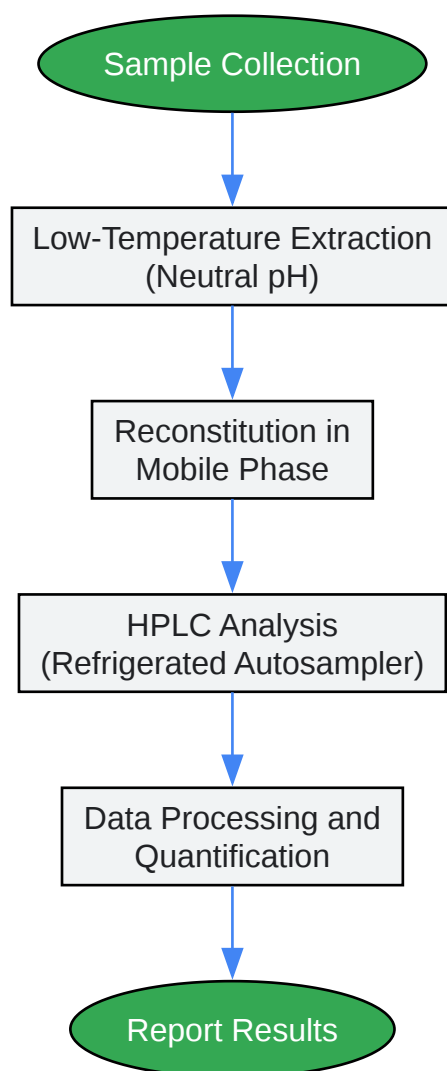 Sample Collection
Low-Temperature Extraction
(Neutral pH)
Reconstitution in
Mobile Phase
HPLC Analysis
(Refrigerated Autosampler)
Data Processing and
Quantification
Report Results